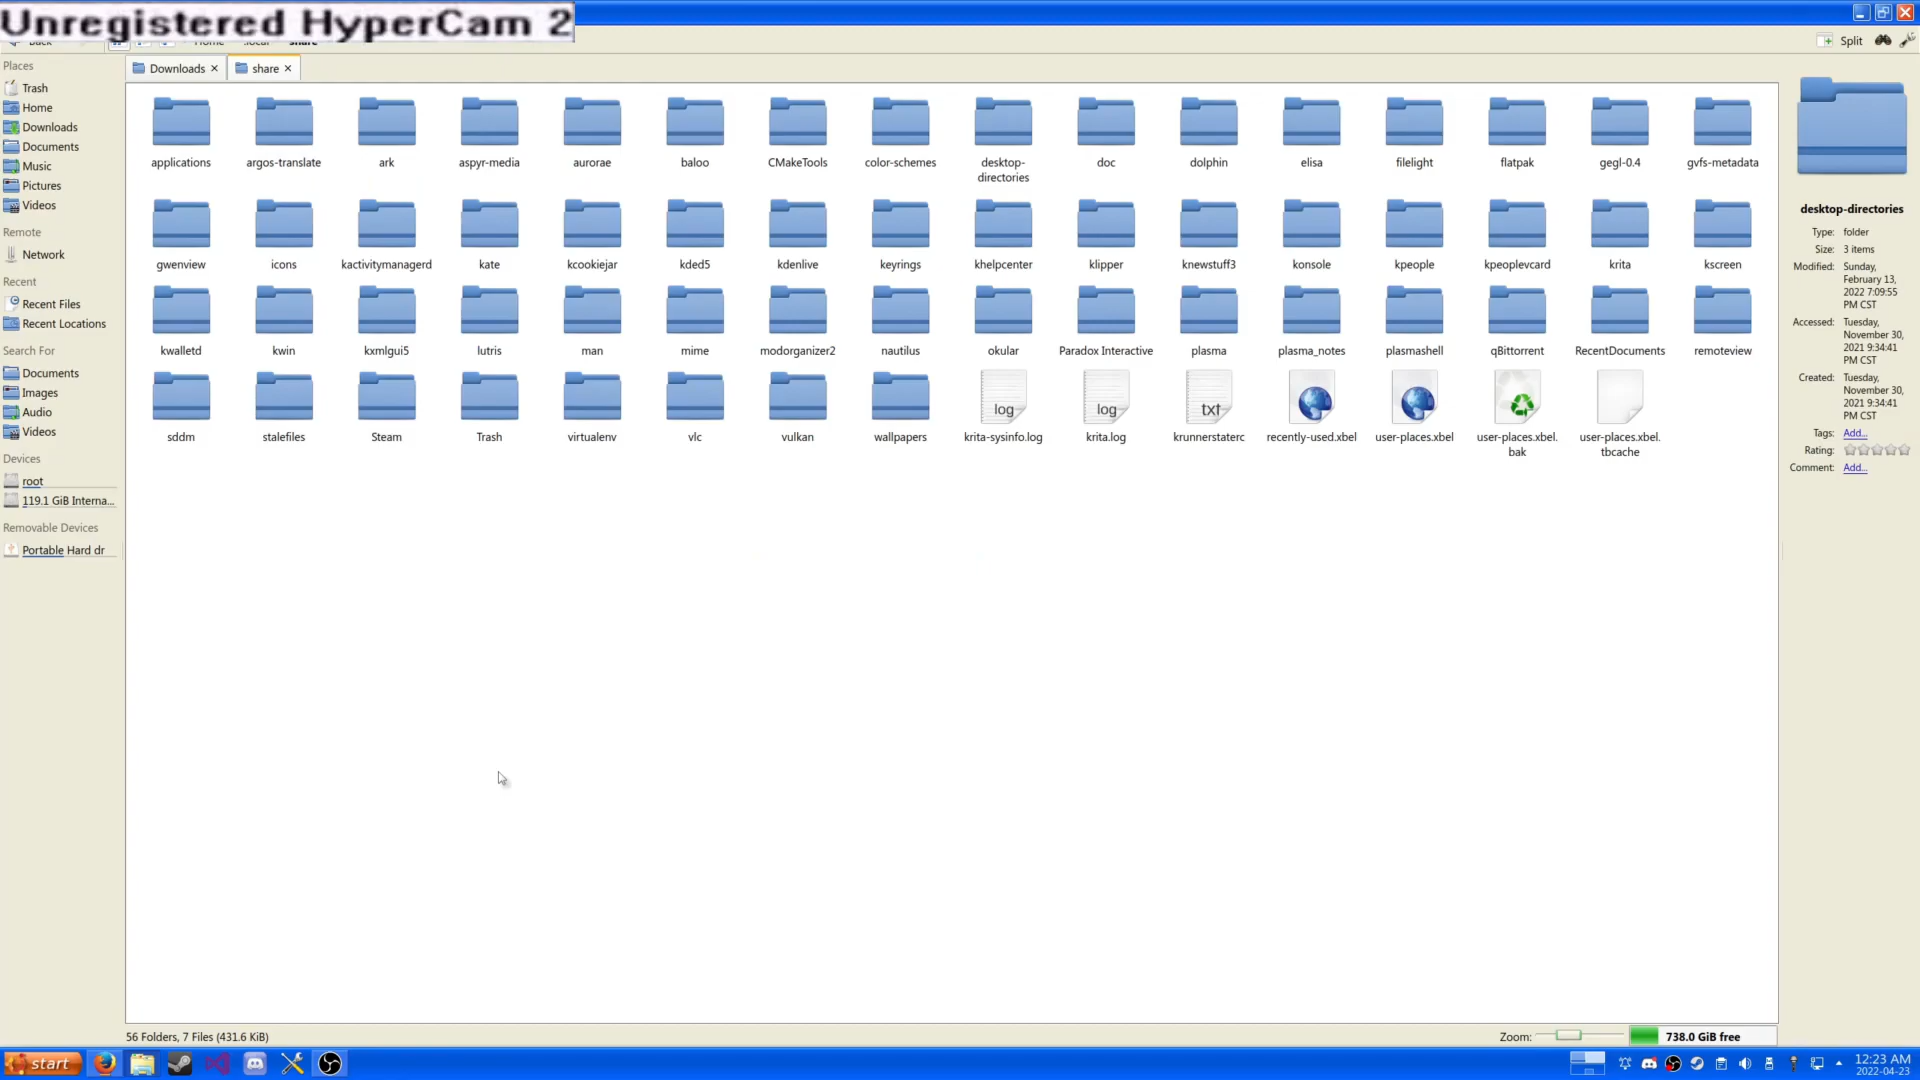 Unregistered HyperCam 2
Back
Home
.local
share
Split
Places
Trash
Home
Downloads
Documents
Music
Pictures
Videos
Remote
Network
Recent
Recent Files
Recent Locations
Search For
Documents
Images
Audio
Videos
Devices
root
119.1 GiB Interna...
Removable Devices
Portable Hard dr
Downloads
share
applications
argos-translate
ark
aspyr-media
aurorae
baloo
CMakeTools
color-schemes
desktop-
directories
doc
dolphin
elisa
filelight
flatpak
gegl-0.4
gvfs-metadata
gwenview
icons
kactivitymanagerd
kate
kcookiejar
kded5
kdenlive
keyrings
khelpcenter
klipper
knewstuff3
konsole
kpeople
kpeoplevcard
krita
kscreen
kwalletd
kwin
kxmlgui5
lutris
man
mime
modorganizer2
nautilus
okular
Paradox Interactive
plasma
plasma_notes
plasmashell
qBittorrent
RecentDocuments
remoteview
sddm
stalefiles
Steam
Trash
virtualenv
vlc
vulkan
wallpapers
log
krita-sysinfo.log
log
krita.log
txt
krunnerstaterc
recently-used.xbel
user-places.xbel
user-places.xbel.
bak
user-places.xbel.
tbcache
desktop-directories
Type: folder
Size: 3 items
Modified: Sunday,
February 13,
2022 7:09:55
PM CST
Accessed: Tuesday,
November 30,
2021 9:34:41
PM CST
Created: Tuesday,
November 30,
2021 9:34:41
PM CST
Tags: Add...
Rating:
Comment: Add...
56 Folders, 7 Files (431.6 KiB)
Zoom:
738.0 GiB free
start
12:23 AM
2022-04-23